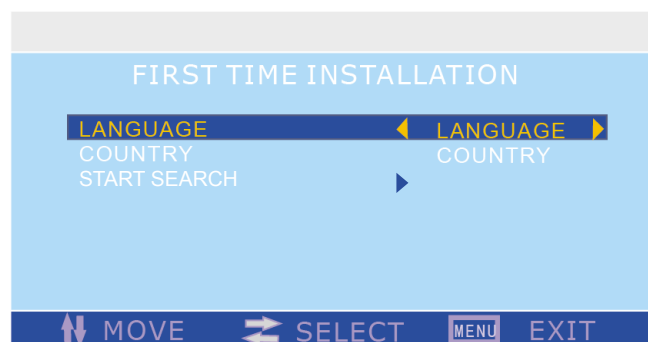 FIRST TIME INSTALLATION
LANGUAGE LANGUAGE
COUNTRY COUNTRY
START SEARCH
MOVE SELECT MENU EXIT